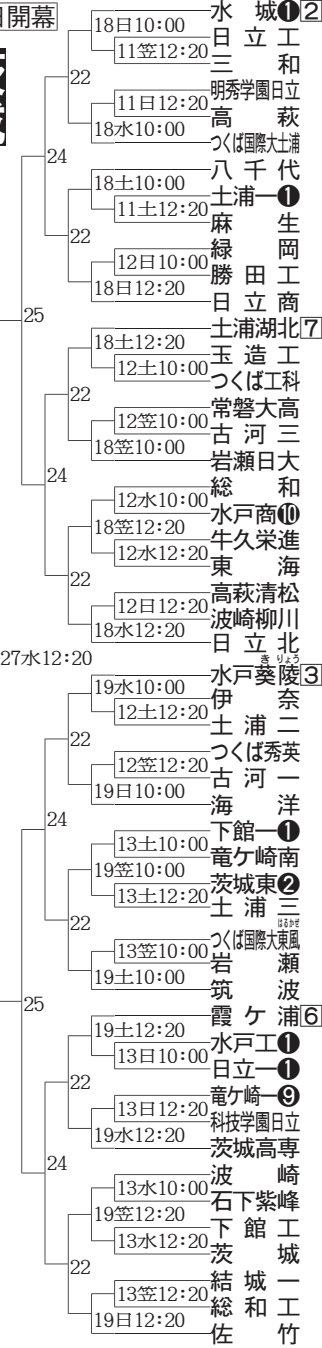 日開幕
水城❶2
18日10:00
日立工
11笠12:20
三和
22
明秀学園日立
11日12:20
高萩
18水10:00
つくば国際大土浦
24
八千代
18土10:00
土浦一❶
11土12:20
麻生
22
緑岡
12日10:00
勝田工
18日12:20
日立商
25
土浦湖北7
18土12:20
玉造工
12土10:00
つくば工科
22
常磐大高
12笠10:00
古河三
18笠10:00
岩瀬日大
24
総和
12水10:00
水戸商❿
18笠12:20
牛久栄進
12水12:20
東海
22
高萩清松
12日12:20
波崎柳川
18水12:20
日立北
27水12:20
きりょう
水戸葵陵3
19水10:00
伊奈
12土12:20
土浦二
22
つくば秀英
12笠12:20
古河一
19日10:00
海洋
24
下館一❶
13土10:00
竜ケ崎南
19笠10:00
茨城東❷
13土12:20
土浦三
22
はるかぜ
つくば国際大東風
13笠10:00
岩瀬
19土10:00
筑波
25
霞ケ浦6
19土12:20
水戸工❶
13日10:00
日立一❶
22
竜ケ崎一❾
13日12:20
科技学園日立
19水12:20
茨城高専
24
波崎
13水10:00
石下紫峰
19笠12:20
下館工
13水12:20
茨城
22
結城一
13笠12:20
総和工
19日12:20
佐竹